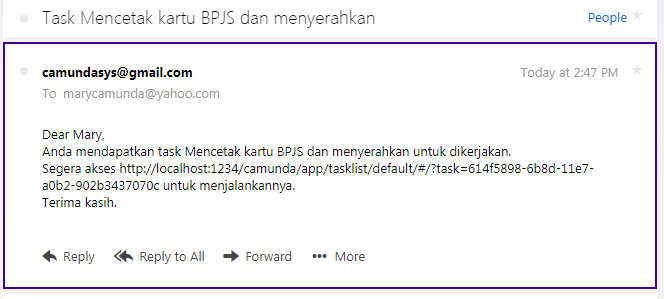 Task Mencetak kartu BPJS dan menyerahkan
People
camundasys@gmail.com
Today at 2:47 PM
To marycamunda@yahoo.com
Dear Mary,
Anda mendapatkan task Mencetak kartu BPJS dan menyerahkan untuk dikerjakan.
Segera akses http://localhost:1234/camunda/app/tasklist/default/#/?task=614f5898-6b8d-11e7-
a0b2-902b3437070c untuk menjalankannya.
Terima kasih.
Reply Reply to All Forward More